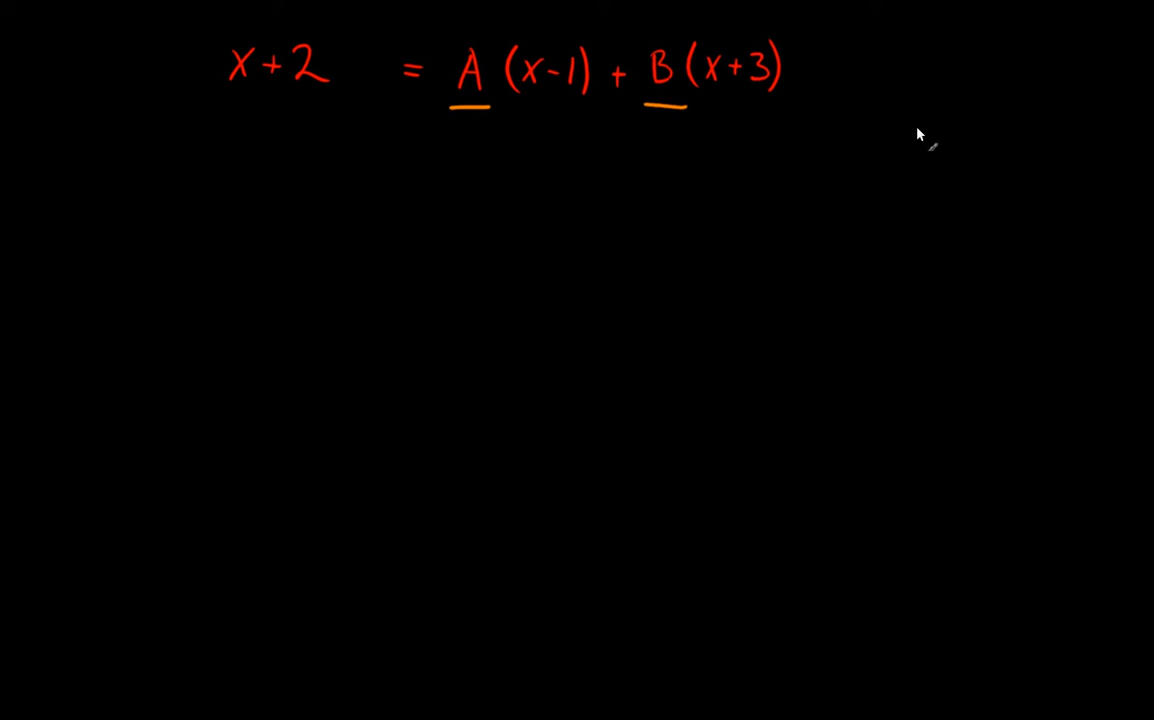 x+2 = A(x-1) + B(x+3)